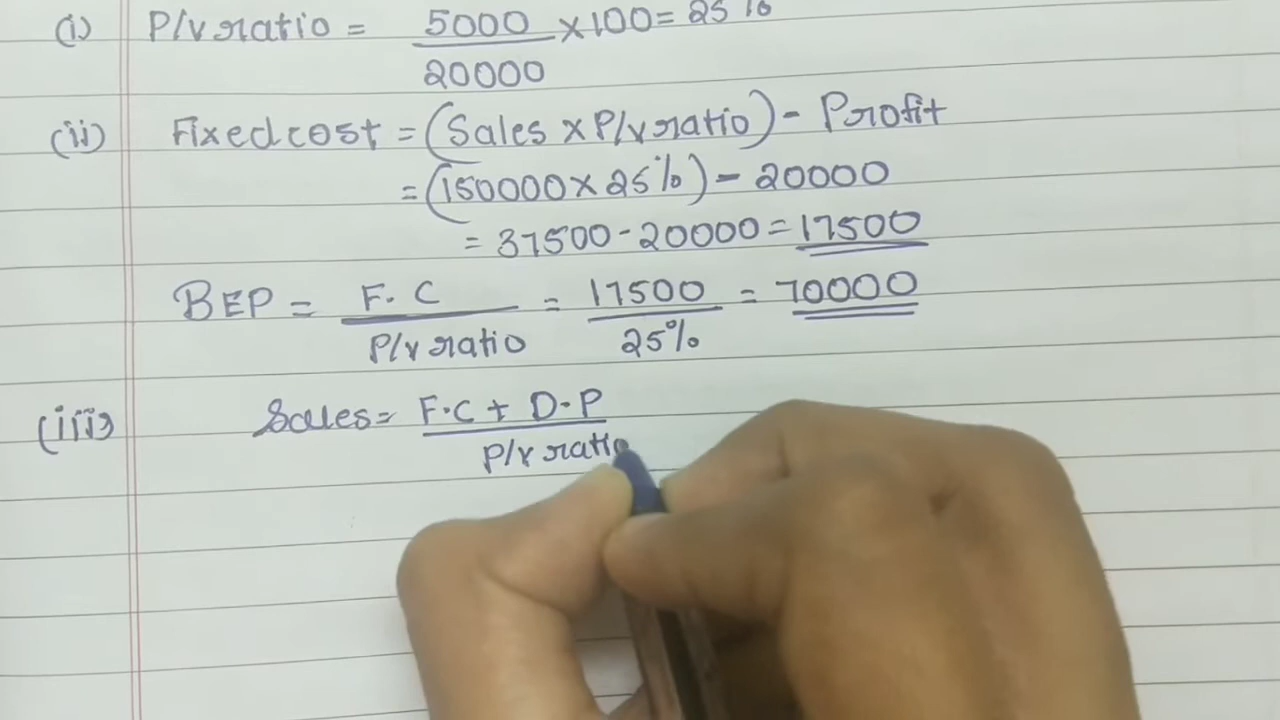 (i) P/v ratio = 5000 / 20000 ×100= 25%
(ii) Fixed cost = (Sales × P/v ratio) - Profit
= (150000 × 25%) - 20000
= 37500 - 20000 = 17500
BEP = F.C / P/v ratio = 17500 / 25% = 70000
(iii) Sales = F.C + D.P / P/v ratio